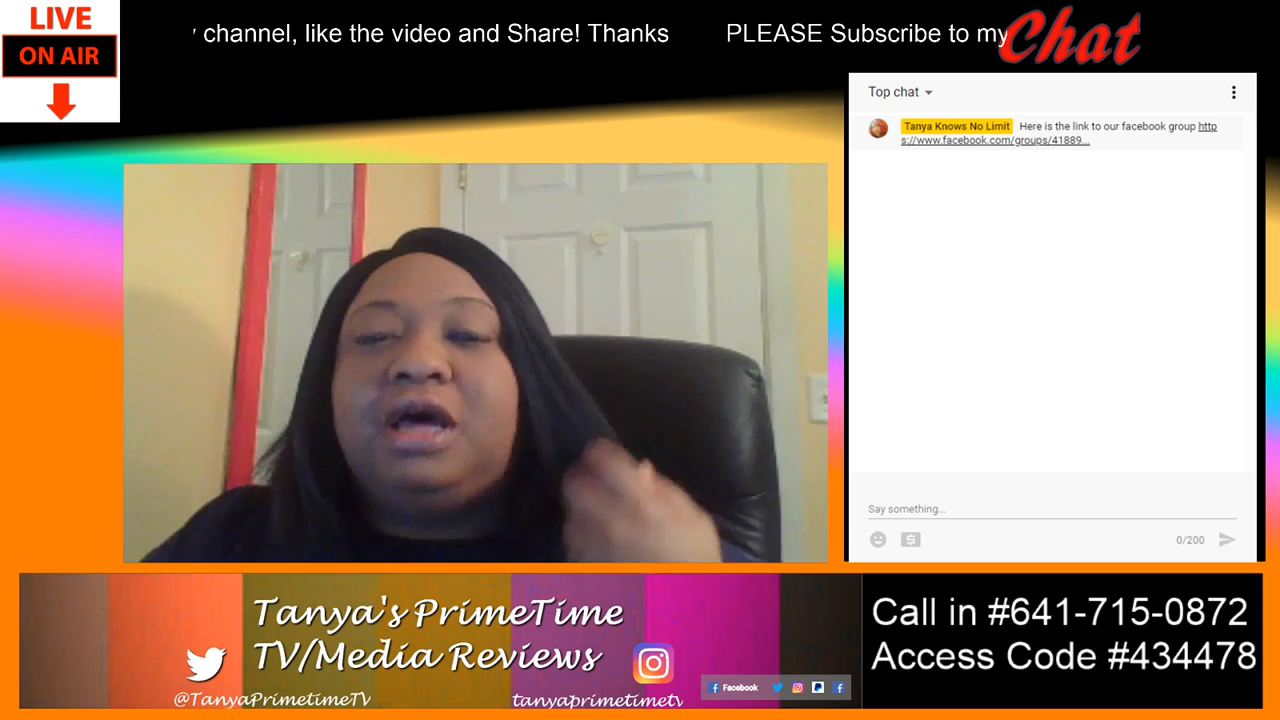 LIVE
ON AIR
channel, like the video and Share! Thanks PLEASE Subscribe to my
Chat
Top chat
Tanya Knows No Limit Here is the link to our facebook group http
s://www.facebook.com/groups/41889...
Say something...
0/200
Tanya's PrimeTime
TV/Media Reviews
@TanyaPrimetimeTV
tanyaprimetimetv
Facebook
Call in #641-715-0872
Access Code #434478